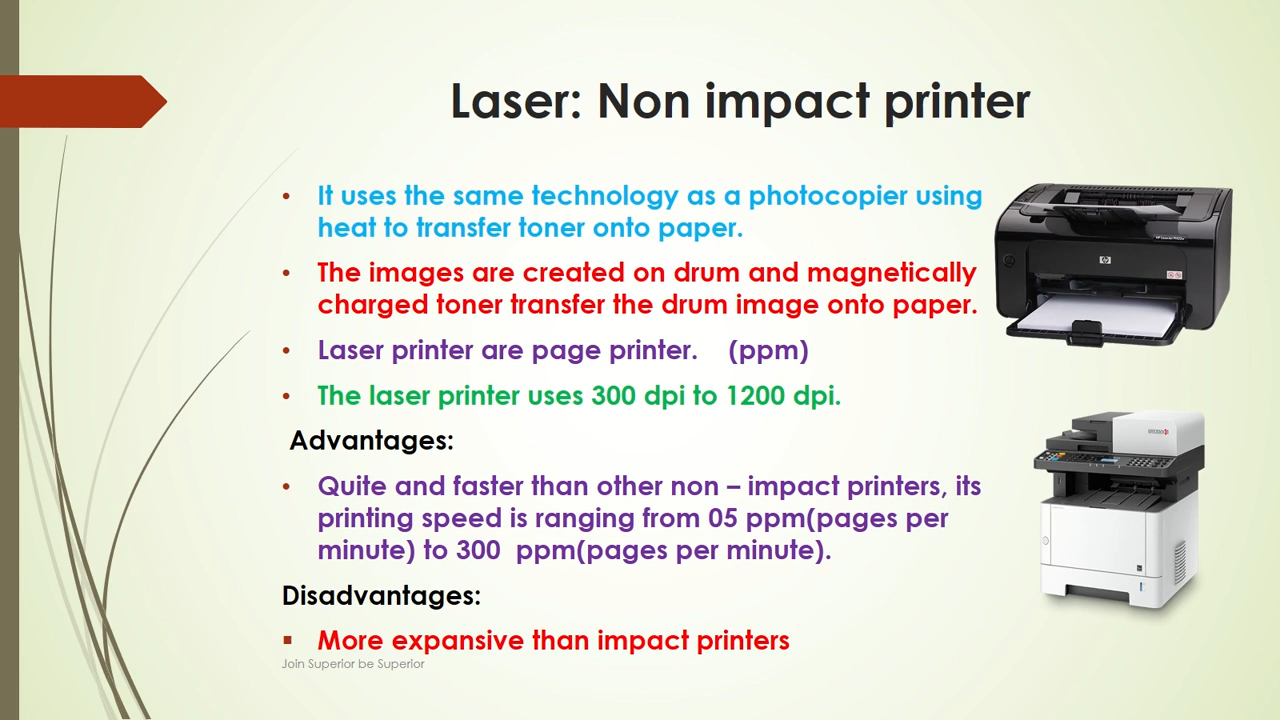 Laser: Non impact printer
• It uses the same technology as a photocopier using
heat to transfer toner onto paper.
• The images are created on drum and magnetically
charged toner transfer the drum image onto paper.
• Laser printer are page printer. (ppm)
• The laser printer uses 300 dpi to 1200 dpi.
Advantages:
• Quite and faster than other non – impact printers, its
printing speed is ranging from 05 ppm(pages per
minute) to 300 ppm(pages per minute).
Disadvantages:
▪ More expansive than impact printers
Join Superior be Superior
hp